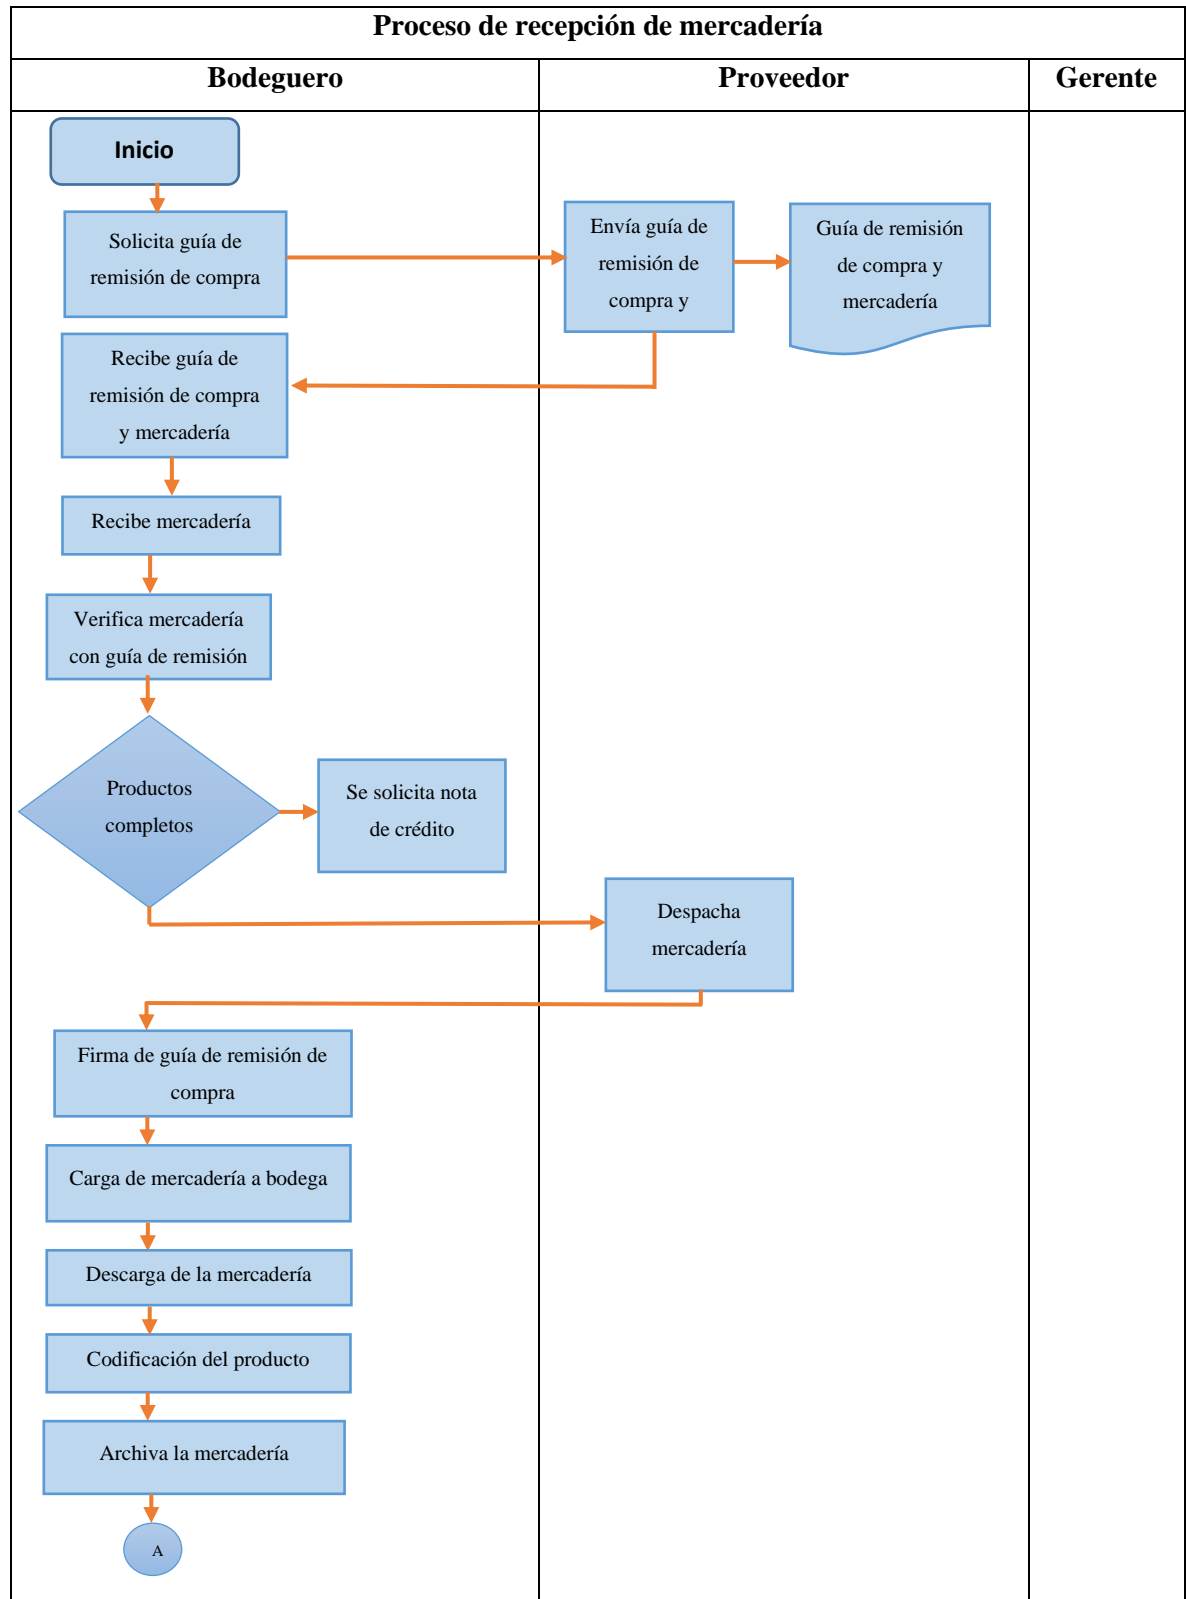 Proceso de recepción de mercadería
Bodeguero
Proveedor
Gerente
Inicio
Solicita guía de
remisión de compra
Envía guía de
remisión de
compra y
Guía de remisión
de compra y
mercadería
Recibe guía de
remisión de compra
y mercadería
Recibe mercadería
Verifica mercadería
con guía de remisión
Productos
completos
Se solicita nota
de crédito
Despacha
mercadería
Firma de guía de remisión de
compra
Carga de mercadería a bodega
Descarga de la mercadería
Codificación del producto
Archiva la mercadería
A